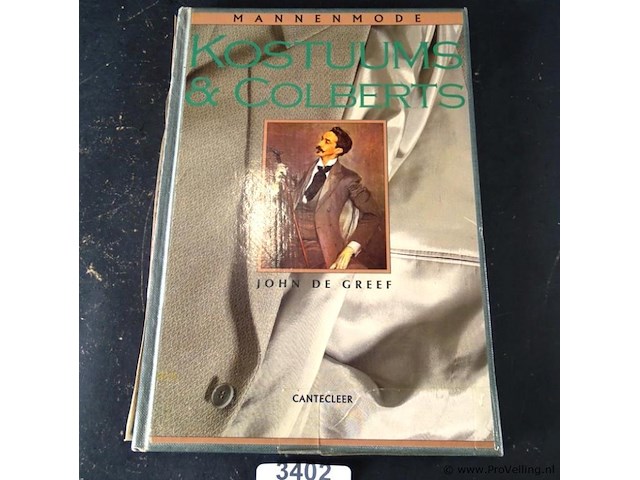 MANNENMODE
KOSTUUMS
& COLBERTS
JOHN DE GREEF
CANTECLEER
3402
© www.ProVeiling.nl